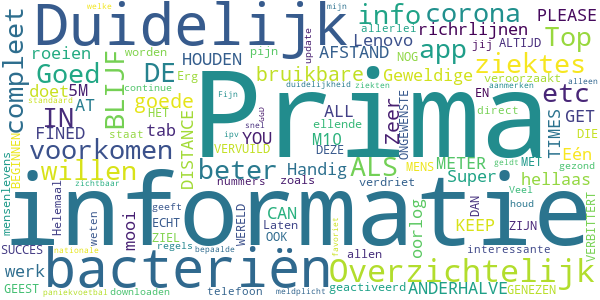 welke
Duidelijk
info
corona
mijn
allerlei
richrlijnen
PLEASE
compleet
update
Lenovo
app
jij
ALTIJD
Top
roeien
worden
pijn
HOUDEN
AFSTAND
NOG
ziektes
Goed
DE
Erg
bruikbare
Geweldige
veroorzaakt
aanmerken
alleen
BLIJF
doet
5M
AT
continue
duidelijkheid
ziekten
EN
direct
etc
standaard
HET
goede
Fijn
cppG
ALL
ellende
M10
DEZE
ONGEWENSTE
TIMES
GET
IN
FINED
staat
tab
ipv
snel
YOU
Zeer
DIE
BEGINNEN
VERVUILD
DISTANCE
Prima
METER
MENS
geldt
MET
Eén
gezond
voorkomen
beter
Handig
ALS
willen
nummers
zoals
verdriet
Super
DAN
Veel
houd
hellaas
mensenlevens
zichtbaar
informatie
Helemaal
weten
mooi
geeft
WERELD
CAN
oorlog
KEEP
ZIJN
VERBITTERT
SUCCES
ECHT
ZIEL
Laten
OOK
allen
interessante
werk
nationale
regels
bepaalde
bacteriën
favoriet
Overzichtelijk
GEEST
paniekvoetbal
downloaden
telefoon
meldplicht
geactiveerd
ANDERHALVE
GENEZEN